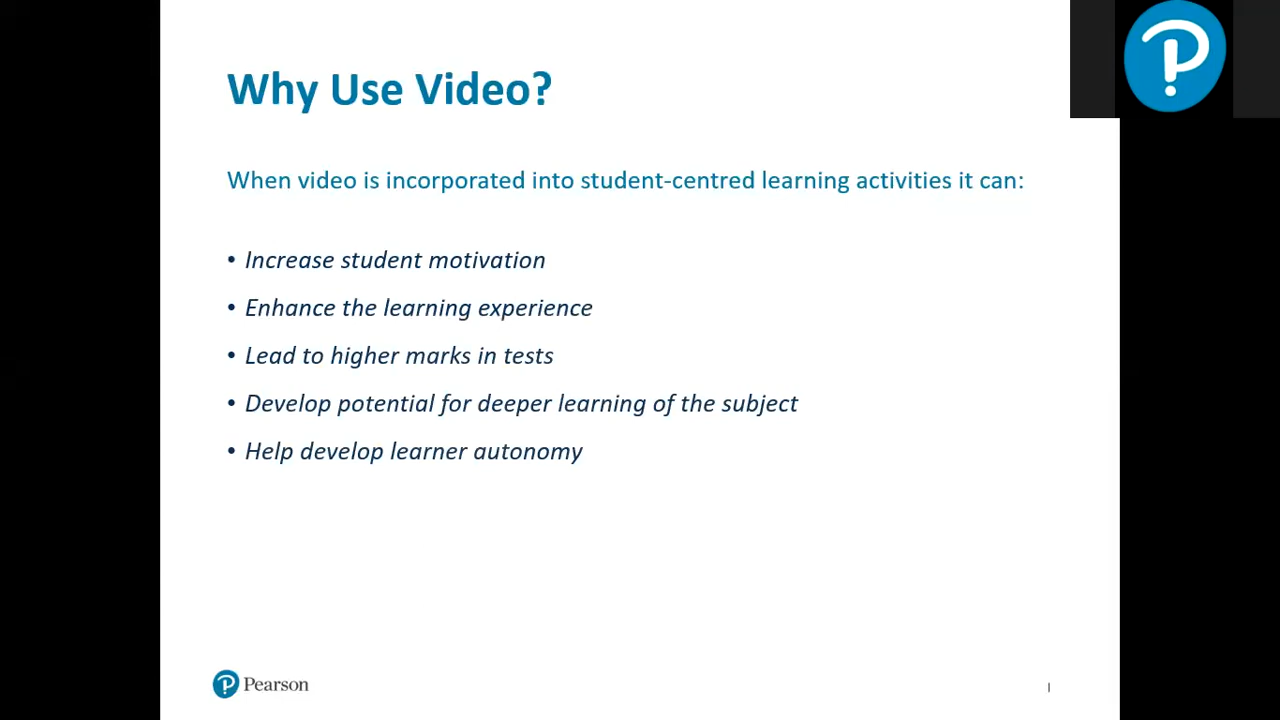 Why Use Video?
When video is incorporated into student-centred learning activities it can:
• Increase student motivation
• Enhance the learning experience
• Lead to higher marks in tests
• Develop potential for deeper learning of the subject
• Help develop learner autonomy
Pearson